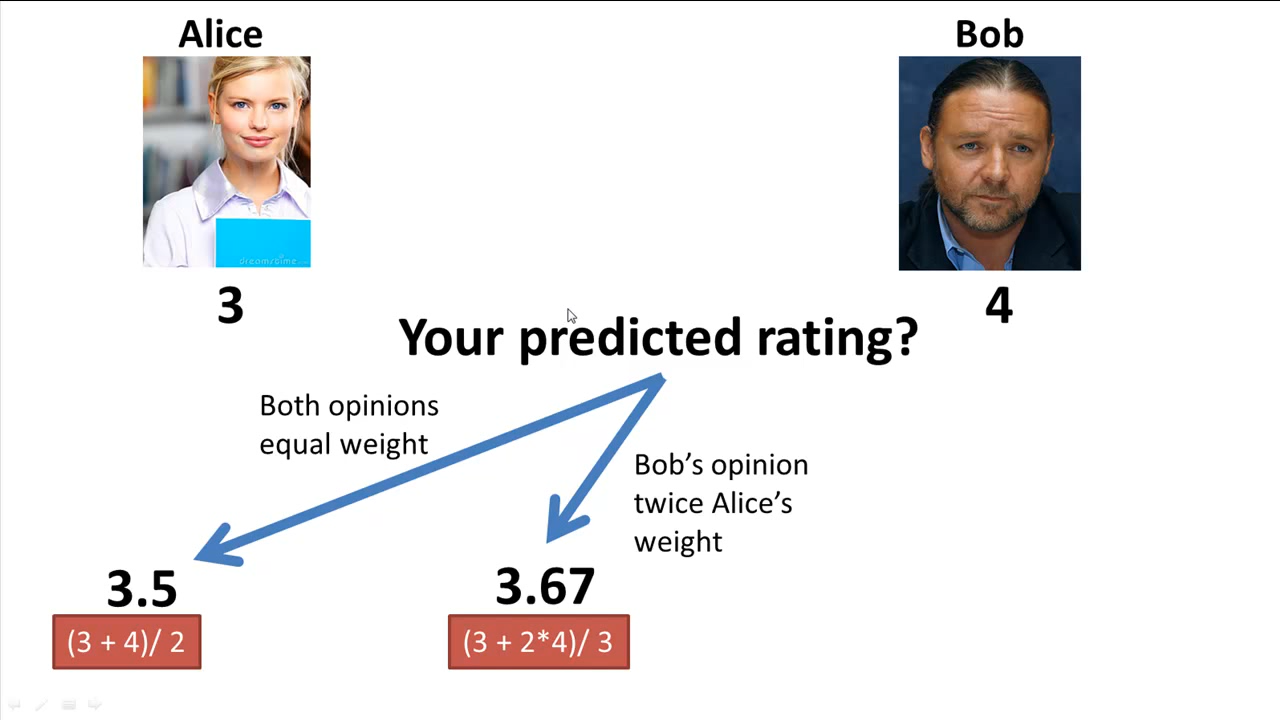 Alice
Bob
dreamstime
3
4
Your predicted rating?
Both opinions
equal weight
Bob’s opinion
twice Alice’s
weight
3.5
3.67
(3 + 4)/ 2
(3 + 2*4)/ 3